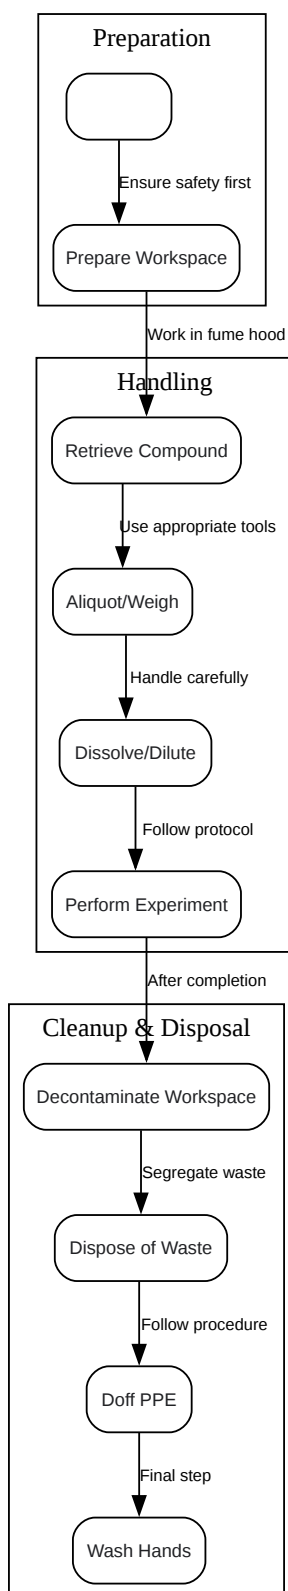 Preparation
Ensure safety first
Prepare Workspace
Work in fume hood
Handling
Retrieve Compound
Use appropriate tools
Aliquot/Weigh
Handle carefully
Dissolve/Dilute
Follow protocol
Perform Experiment
After completion
Cleanup & Disposal
Decontaminate Workspace
Segregate waste
Dispose of Waste
Follow procedure
Doff PPE
Final step
Wash Hands